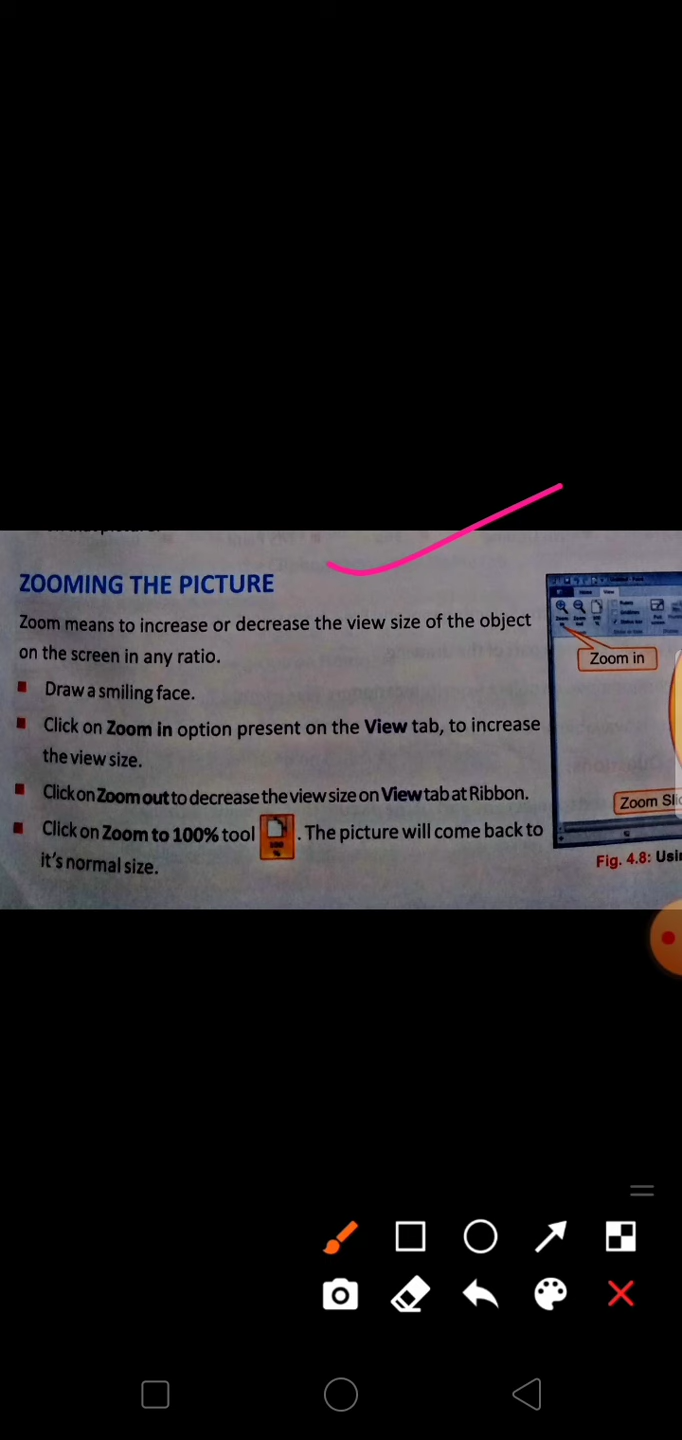 ZOOMING THE PICTURE
Zoom means to increase or decrease the view size of the object
on the screen in any ratio.
Draw a smiling face.
Click on Zoom in option present on the View tab, to increase
the view size.
Click on Zoom out to decrease the view size on View tab at Ribbon.
Click on Zoom to 100% tool . The picture will come back to
it's normal size.
Zoom in
Zoom Sli
Fig. 4.8: Usi